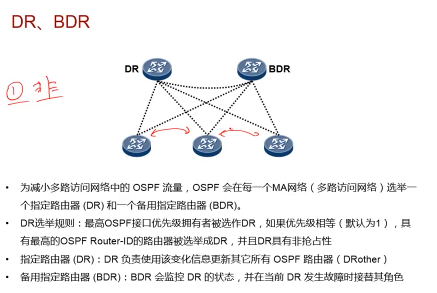 DR、BDR
DR
BDR
① 非
• 为减小多路访问网络中的 OSPF 流量，OSPF 会在每一个MA网络（多路访问网络）选举一
个指定路由器 (DR) 和一个备用指定路由器 (BDR)。
• DR选举规则：最高OSPF接口优先级拥有者被选作DR，如果优先级相等（默认为1），具
有最高的OSPF Router-ID的路由器被选举成DR，并且DR具有非抢占性
• 指定路由器 (DR)：DR 负责使用该变化信息更新其它所有 OSPF 路由器（DRother）
• 备用指定路由器 (BDR)：BDR 会监控 DR 的状态，并在当前 DR 发生故障时接替其角色